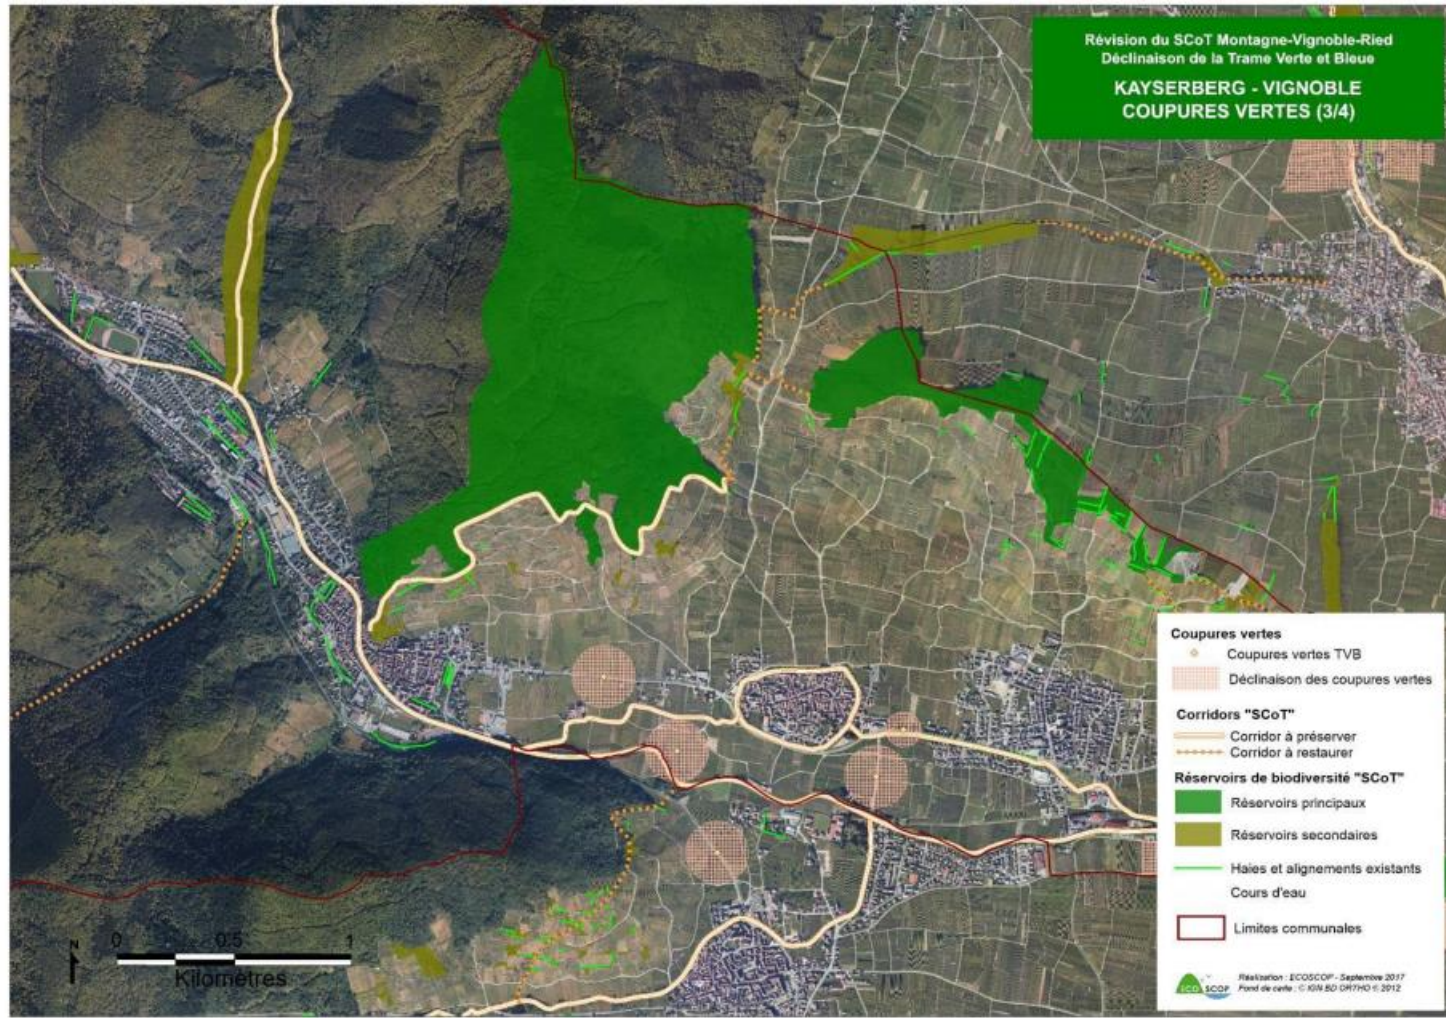 Révision du SCoT Montagne-Vignoble-Ried
Déclinaison de la Trame Verte et Bleue
KAYSERBERG - VIGNOBLE
COUPURES VERTES (3/4)
Coupures vertes
Coupures vertes TVB
Déclinaison des coupures vertes
Corridors "SCoT"
Corridor à préserver
Corridor à restaurer
Réservoirs de biodiversité "SCoT"
Réservoirs principaux
Réservoirs secondaires
Haies et alignements existants
Cours d'eau
Limites communales
N
0 0.5 1
Kilomètres
ECO SCOP
Réalisation : ECOSCOP - Septembre 2017
Fond de carte : © IGN BD ORTHO © 2012